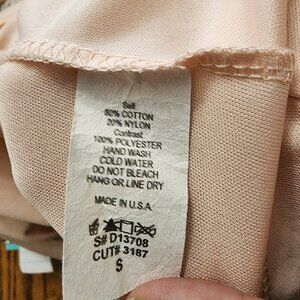 Self
80% COTTON
20% NYLON
Contrast
100% POLYESTER
HAND WASH
COLD WATER
DO NOT BLEACH
HANG OR LINE DRY
MADE IN U.S.A.
S# D13708
CUT# 3187
S